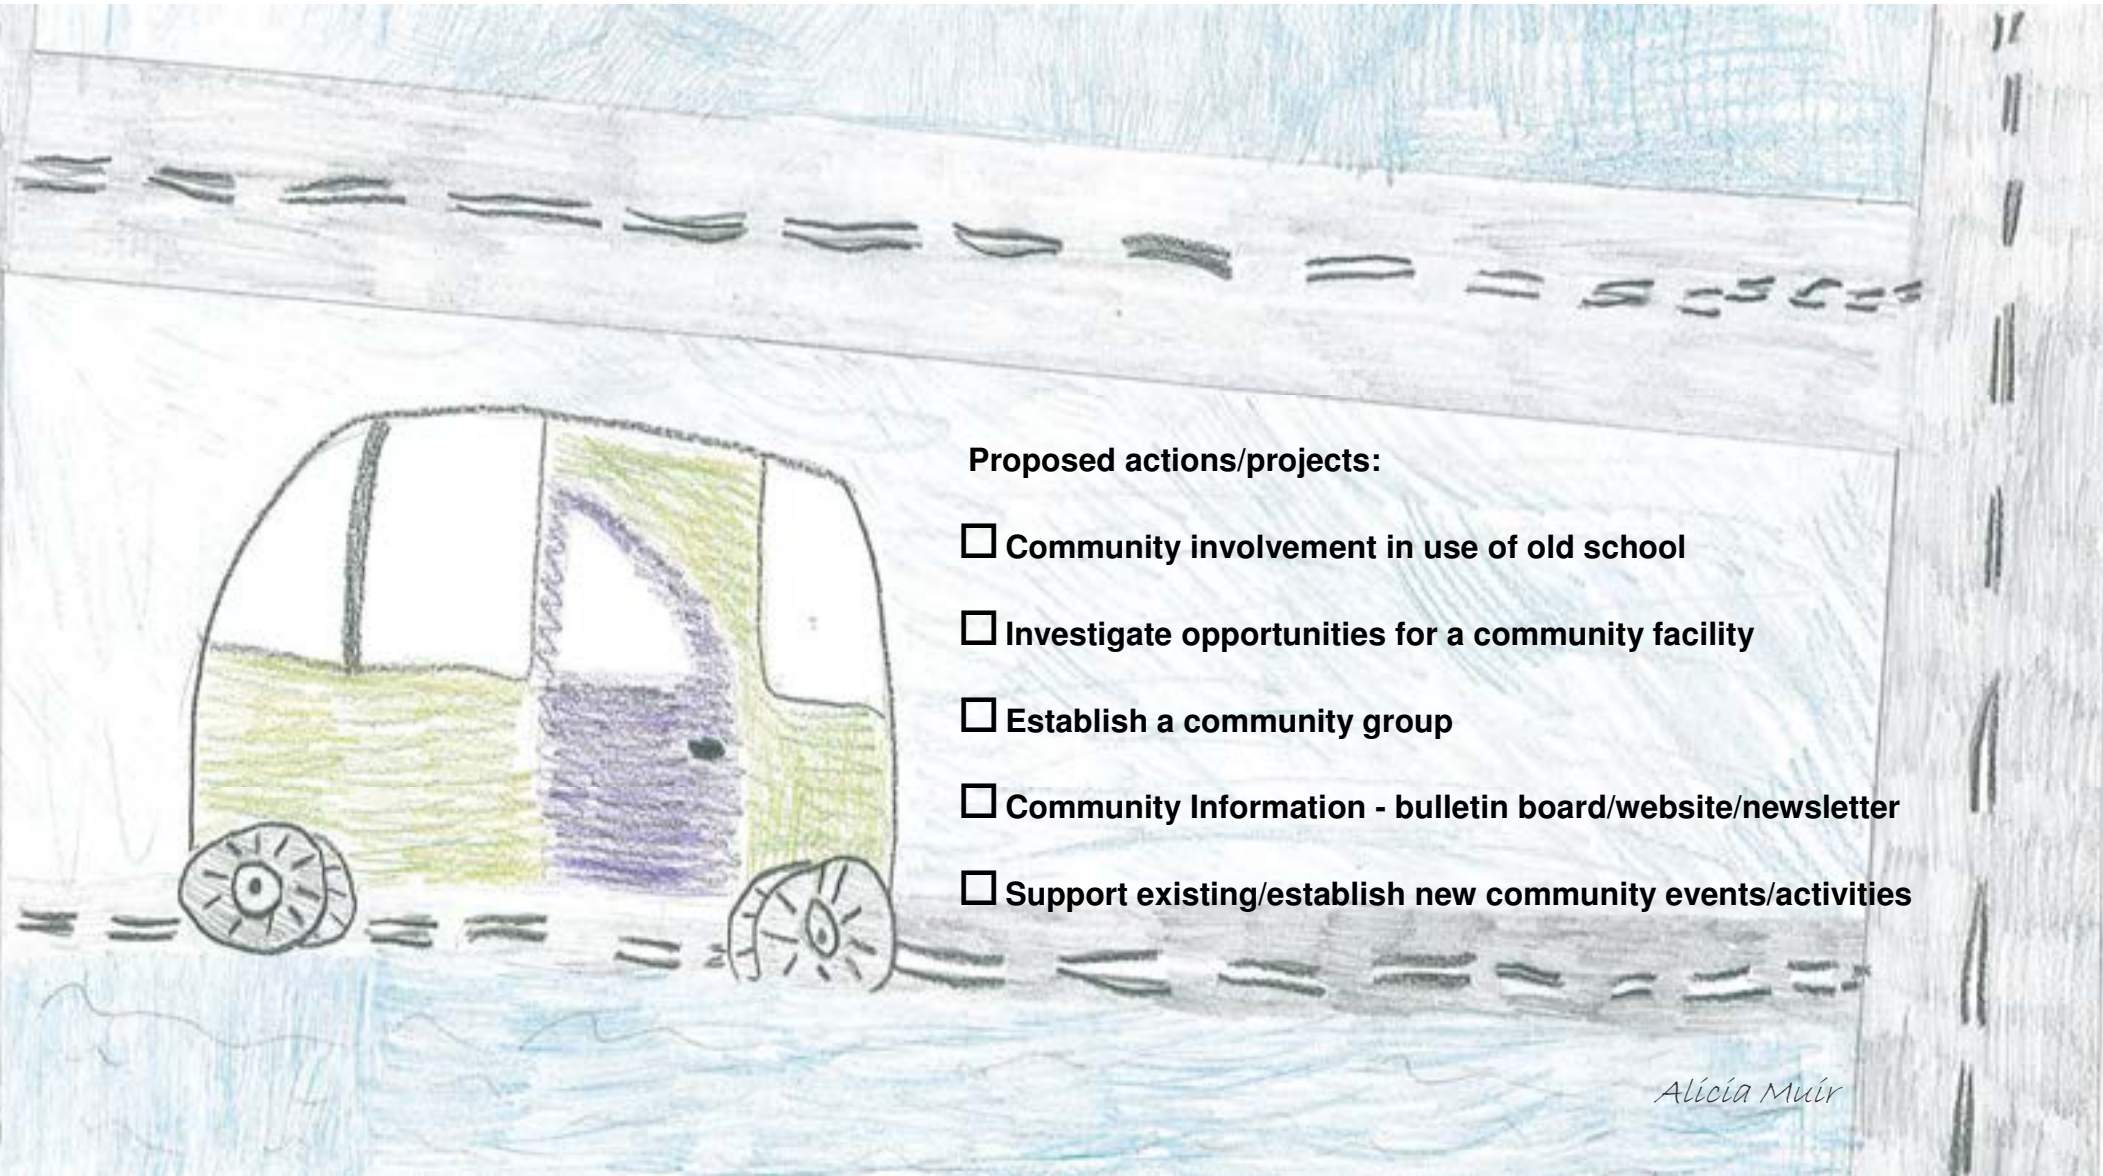 Proposed actions/projects:
☐ Community involvement in use of old school
☐ Investigate opportunities for a community facility
☐ Establish a community group
☐ Community Information - bulletin board/website/newsletter
☐ Support existing/establish new community events/activities
Alicia Muir